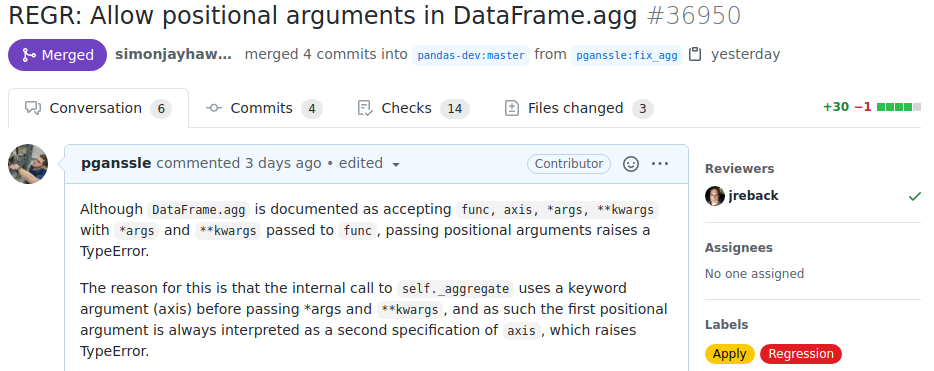 REGR: Allow positional arguments in DataFrame.agg #36950
Merged simonjayhaw... merged 4 commits into pandas-dev:master from pganssle:fix_agg yesterday
Conversation 6 Commits 4 Checks 14 Files changed 3 +30 −1
pganssle commented 3 days ago • edited Contributor
Although DataFrame.agg is documented as accepting func, axis, *args, **kwargs
with *args and **kwargs passed to func, passing positional arguments raises a
TypeError.
The reason for this is that the internal call to self._aggregate uses a keyword
argument (axis) before passing *args and **kwargs, and as such the first positional
argument is always interpreted as a second specification of axis, which raises
TypeError.
Reviewers
jreback
Assignees
No one assigned
Labels
Apply Regression